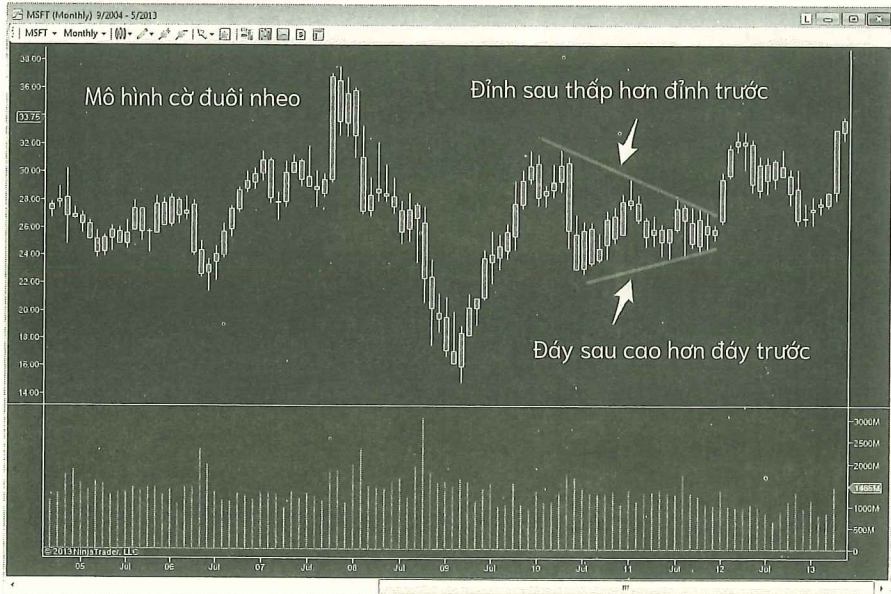 MSFT (Monthly) 9/2004 - 5/2013
L
MSFT Monthly
38.00
Mô hình cờ đuôi nheo
Đỉnh sau thấp hơn đỉnh trước
36.00
33.75
32.00
30.00
28.00
26.00
24.00
22.00
20.00
18.00
Đáy sau cao hơn đáy trước
16.00
14.00
3000M
2500M
2000M
1465M
1000M
500M
0
© 2013 NinjaTrader, LLC
05 Jul 06 Jul 07 Jul 08 Jul 09 Jul 10 Jul 11 Jul 12 Jul 13